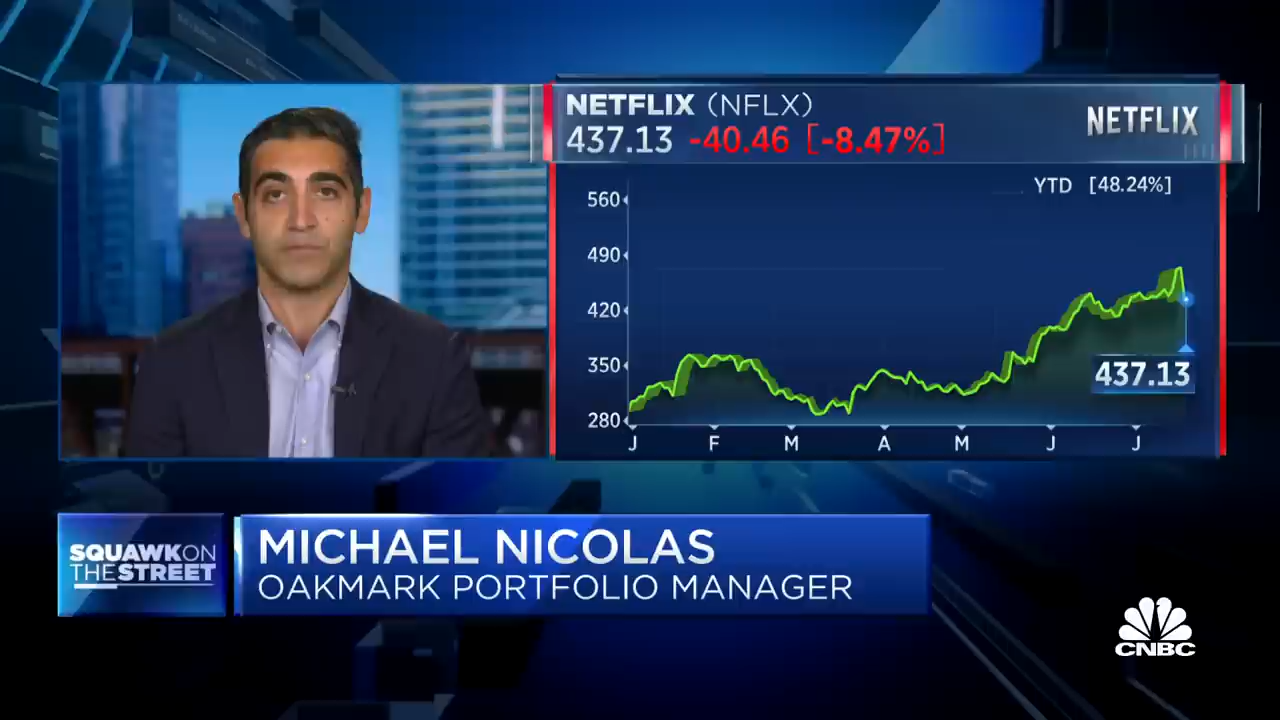 NETFLIX (NFLX)
437.13 -40.46 [-8.47%]
NETFLIX
YTD [48.24%]
560
490
420
350
280
437.13
J F M A M J J
SQUAWK ON
THE STREET
MICHAEL NICOLAS
OAKMARK PORTFOLIO MANAGER
CNBC